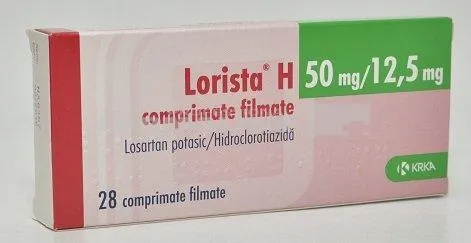 Lorista® H
50 mg/12,5 mg
comprimate filmate
Losartan potasic/Hidroclorotiazidă
28 comprimate filmate
KRKA